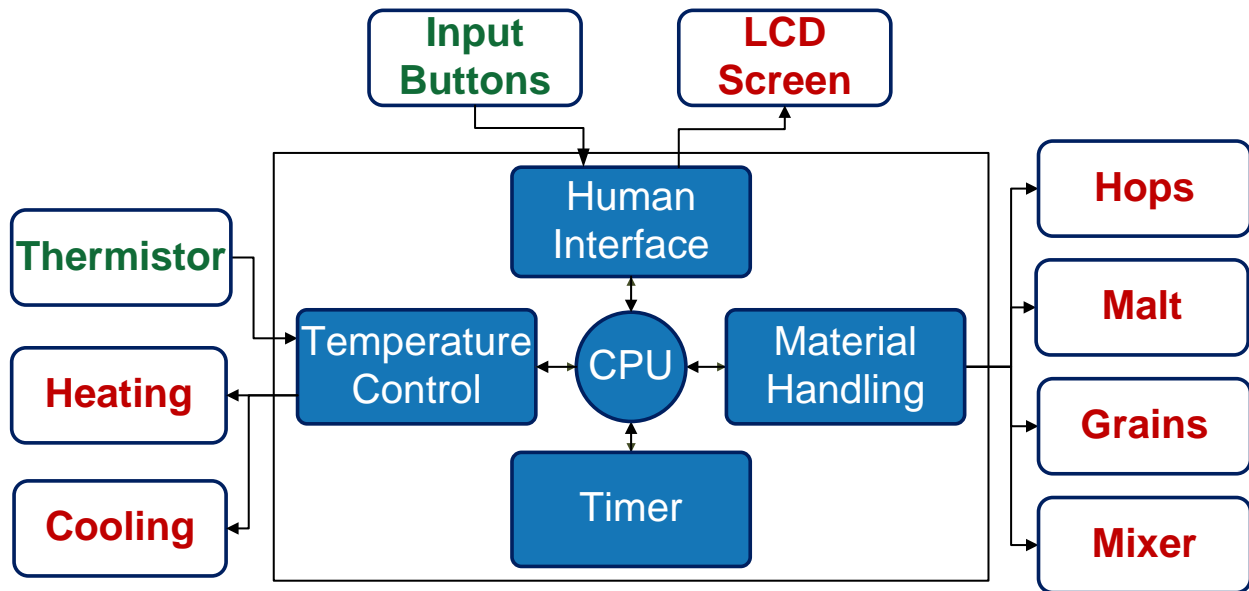 Input
Buttons
LCD
Screen
Human
Interface
Hops
Thermistor
Malt
Temperature
Control
CPU
Material
Handling
Heating
Grains
Timer
Cooling
Mixer